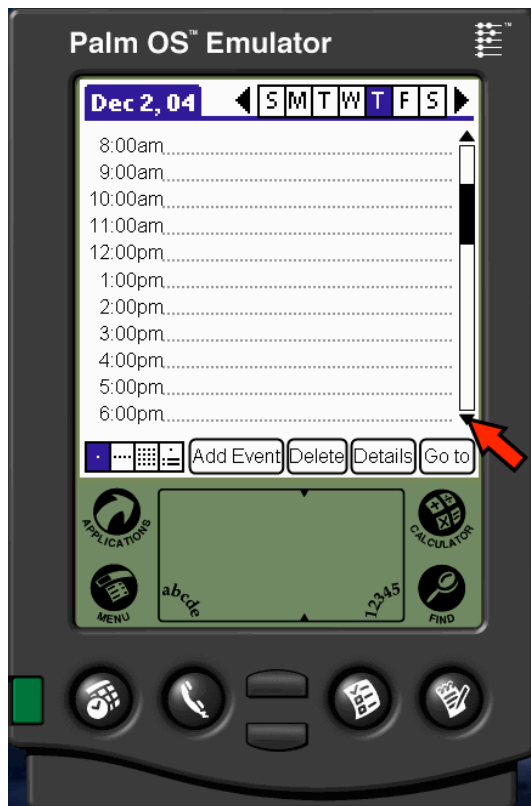 Palm OS™ Emulator
™
Dec 2, 04 S M T W T F S
8:00am
9:00am
10:00am
11:00am
12:00pm
1:00pm
2:00pm
3:00pm
4:00pm
5:00pm
6:00pm
Add Event Delete Details Go to
APPLICATIONS CALCULATOR
MENU abcde 12345 FIND